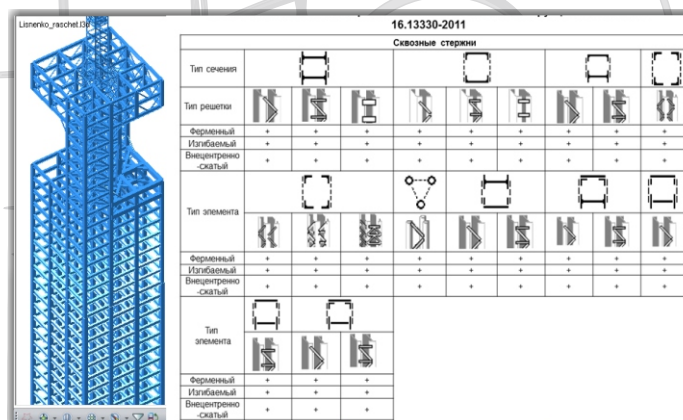 Lisnenko_raschet.l3p
16.13330-2011
Сквозные стержни
Тип сечения
Тип решетки
Ферменный + + + + + + + + +
Изгибаемый + + + + + + + + +
Внецентренно
-сжатый + + + + + + + + +
Тип элемента
Ферменный + + + + + + + + +
Изгибаемый + + + + + + + + +
Внецентренно
-сжатый + + + + + + + + +
Тип
элемента
Ферменный + + +
Изгибаемый + + +
Внецентренно
-сжатый + + +